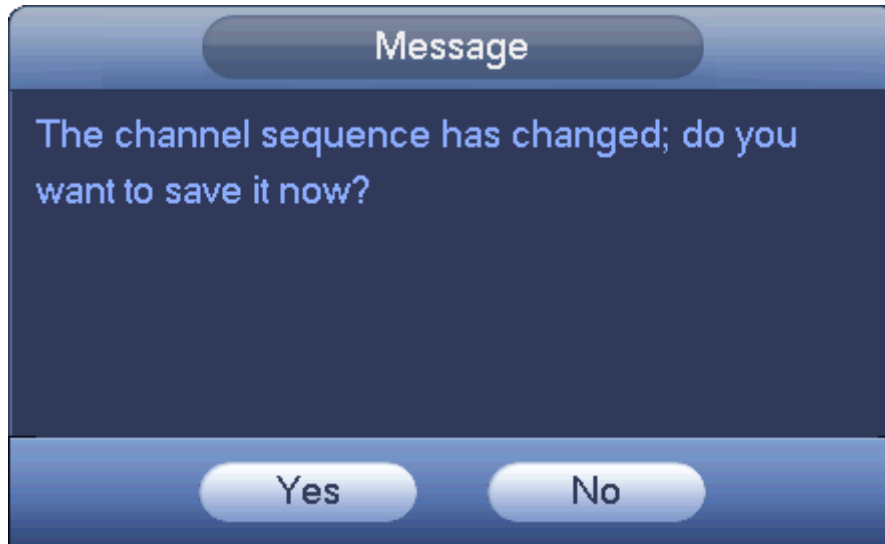 Message
The channel sequence has changed; do you
want to save it now?
Yes No